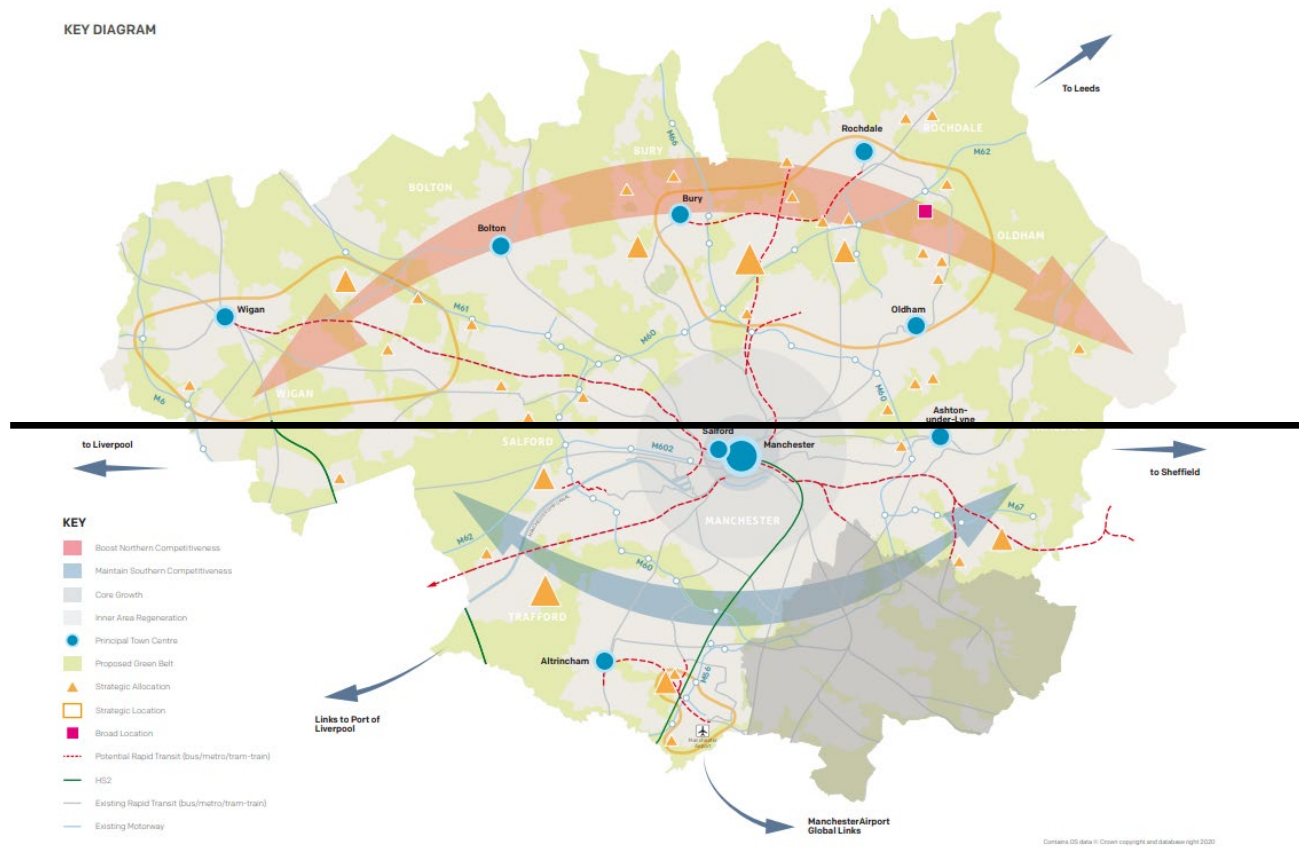 KEY DIAGRAM
To Leeds
Rochdale
ROCHDALE
M66
M62
BURY
BOLTON
Bury
Bolton
OLDHAM
Wigan
M61
Oldham
M60
WIGAN
M6
M60
Ashton-
under-Lyne
to Liverpool
SALFORD
Salford
Manchester
M602
to Sheffield
MANCHESTER
M67
M62
MANCHESTER SHIP CANAL
M60
TRAFFORD
Altrincham
M56
Manchester
Airport
Links to Port of
Liverpool
ManchesterAirport
Global Links
KEY
Boost Northern Competitiveness
Maintain Southern Competitiveness
Core Growth
Inner Area Regeneration
Principal Town Centre
Proposed Green Belt
Strategic Allocation
Strategic Location
Broad Location
Potential Rapid Transit (bus/metro/tram-train)
HS2
Existing Rapid Transit (bus/metro/tram-train)
Existing Motorway
Contains OS data © Crown copyright and database right 2020